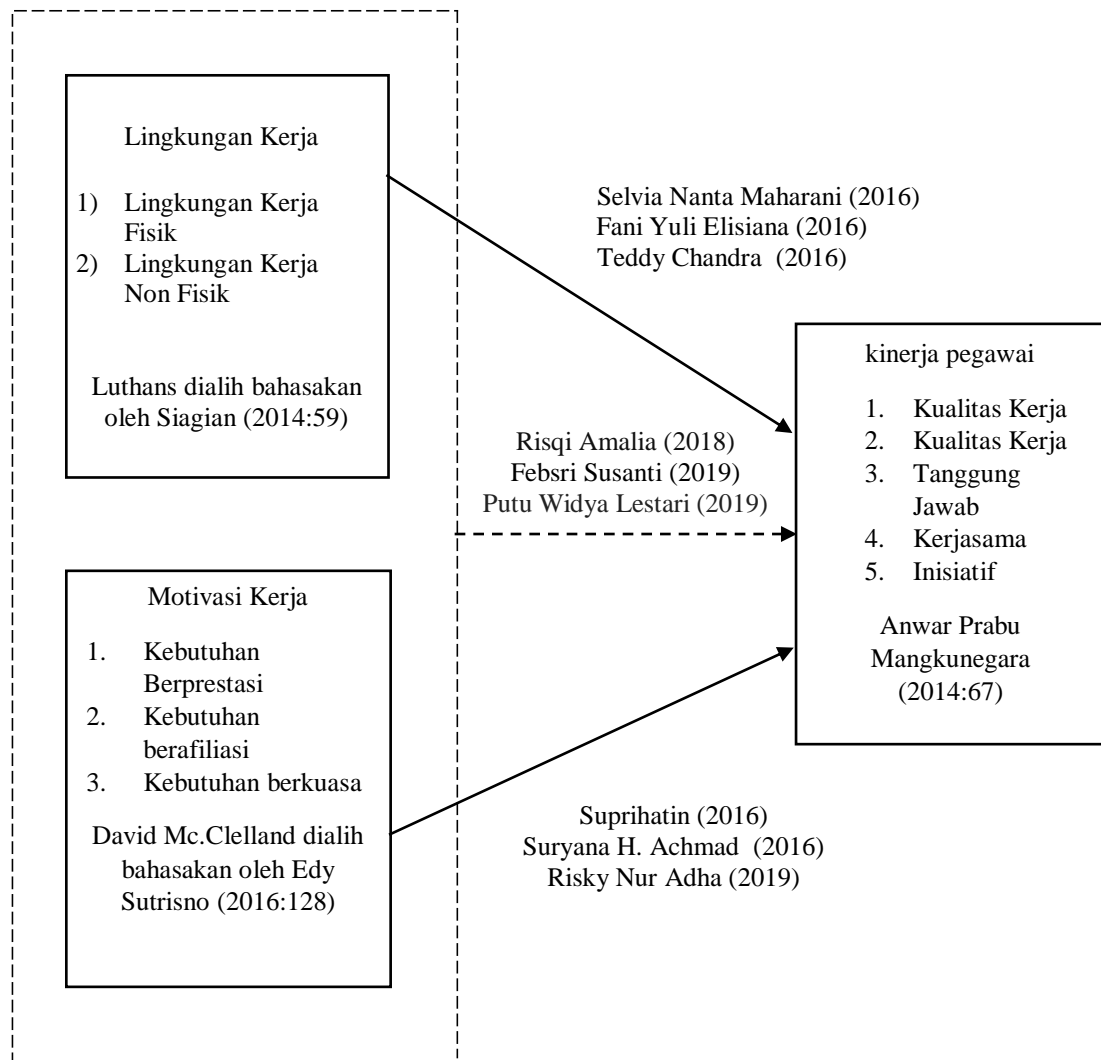 Lingkungan Kerja
1) Lingkungan Kerja
Fisik
2) Lingkungan Kerja
Non Fisik
Luthans dialih bahasakan
oleh Siagian (2014:59)
Selvia Nanta Maharani (2016)
Fani Yuli Elisiana (2016)
Teddy Chandra (2016)
Risqi Amalia (2018)
Febsri Susanti (2019)
Putu Widya Lestari (2019)
kinerja pegawai
1. Kualitas Kerja
2. Kualitas Kerja
3. Tanggung
Jawab
4. Kerjasama
5. Inisiatif
Anwar Prabu
Mangkunegara
(2014:67)
Motivasi Kerja
1. Kebutuhan
Berprestasi
2. Kebutuhan
berafiliasi
3. Kebutuhan berkuasa
David Mc.Clelland dialih
bahasakan oleh Edy
Sutrisno (2016:128)
Suprihatin (2016)
Suryana H. Achmad (2016)
Risky Nur Adha (2019)